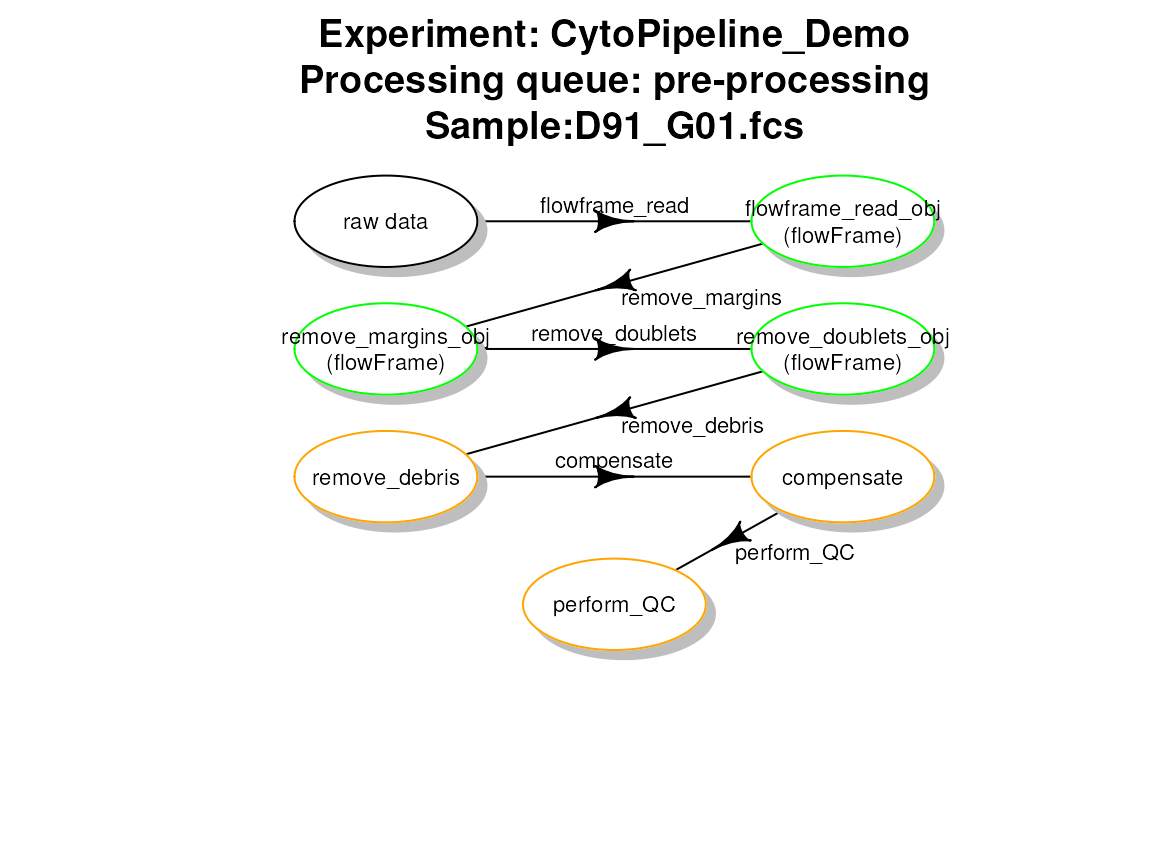 Experiment: CytoPipeline_Demo
Processing queue: pre-processing
Sample:D91_G01.fcs
raw data
flowframe_read
flowframe_read_obj
(flowFrame)
remove_margins
remove_margins_obj
(flowFrame)
remove_doublets
remove_doublets_obj
(flowFrame)
remove_debris
remove_debris
compensate
compensate
perform_QC
perform_QC